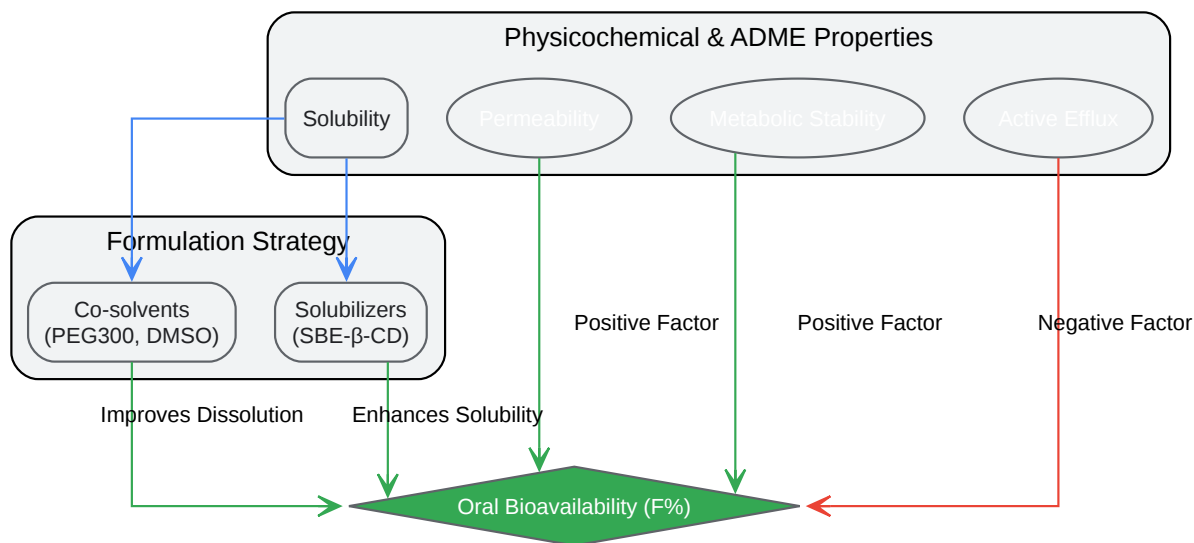 Physicochemical & ADME Properties
Solubility
Permeability
Metabolic Stability
Active Efflux
Formulation Strategy
Co-solvents
(PEG300, DMSO)
Solubilizers
(SBE-β-CD)
Positive Factor
Positive Factor
Negative Factor
Improves Dissolution
Enhances Solubility
Oral Bioavailability (F%)